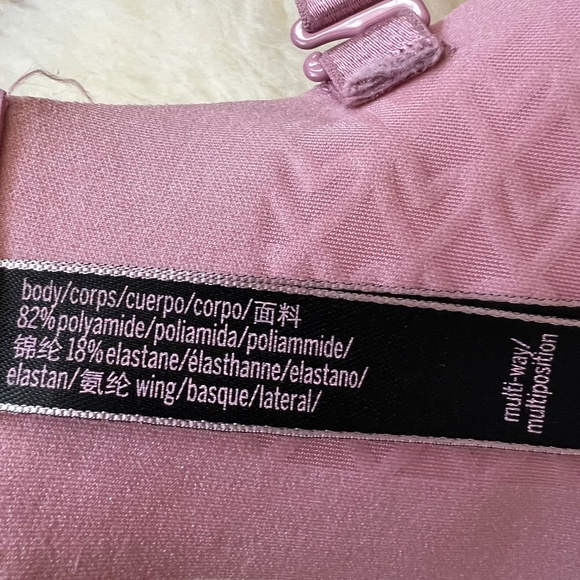 body/corps/cuerpo/corpo/面料
82%polyamide/poliamida/poliammide/
锦纶 18%elastane/élasthanne/elastano/
elastan/氨纶 wing/basque/lateral/
multi-way/
multiposition